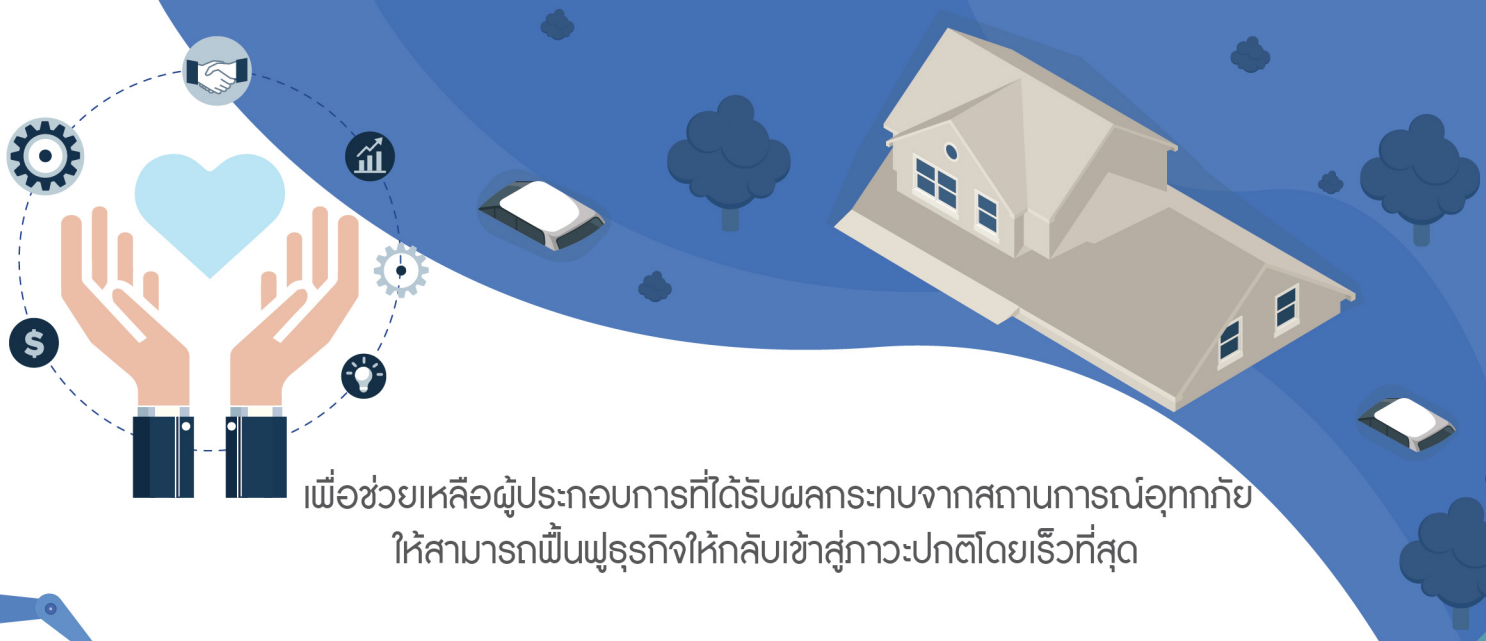 $
เพื่อช่วยเหลือผู้ประกอบการที่ได้รับผลกระทบจากสถานการณ์อุทกภัย
ให้สามารถฟื้นฟูธุรกิจให้กลับเข้าสู่ภาวะปกติโดยเร็วที่สุด